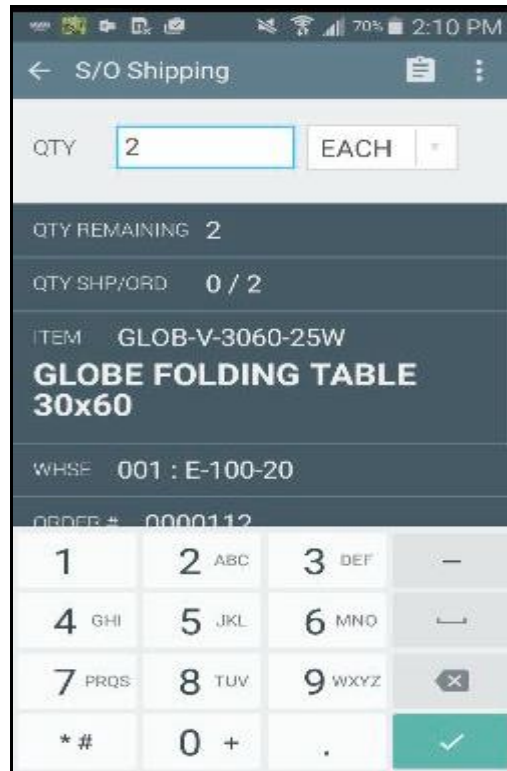 70% 2:10 PM
S/O Shipping
QTY 2 EACH
QTY REMAINING 2
QTY SHP/ORD 0 / 2
ITEM GLOB-V-3060-25W
GLOBE FOLDING TABLE
30x60
WHSE 001 : E-100-20
ORDER # 0000112
1 2 ABC 3 DEF —
4 GHI 5 JKL 6 MNO
7 PRQS 8 TUV 9 WXYZ
* # 0 + .